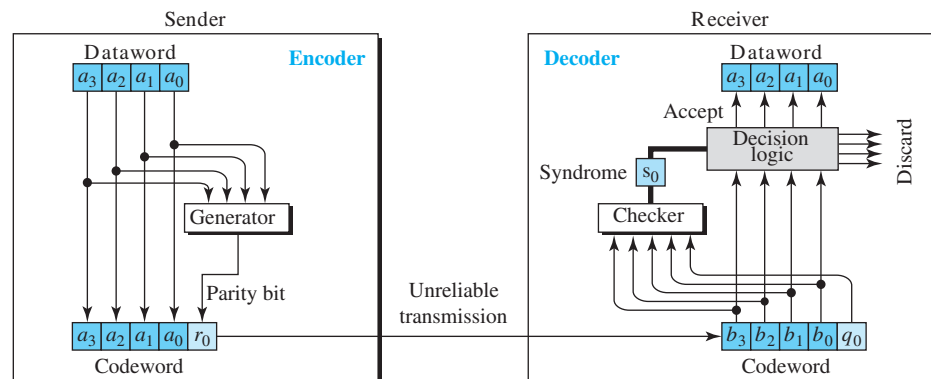 Sender
Encoder
Dataword
a3 a2 a1 a0
Generator
Parity bit
a3 a2 a1 a0 r0
Codeword
Unreliable
transmission
Receiver
Decoder
Dataword
a3 a2 a1 a0
Accept
Decision
logic
Discard
Syndrome
s0
Checker
b3 b2 b1 b0 q0
Codeword